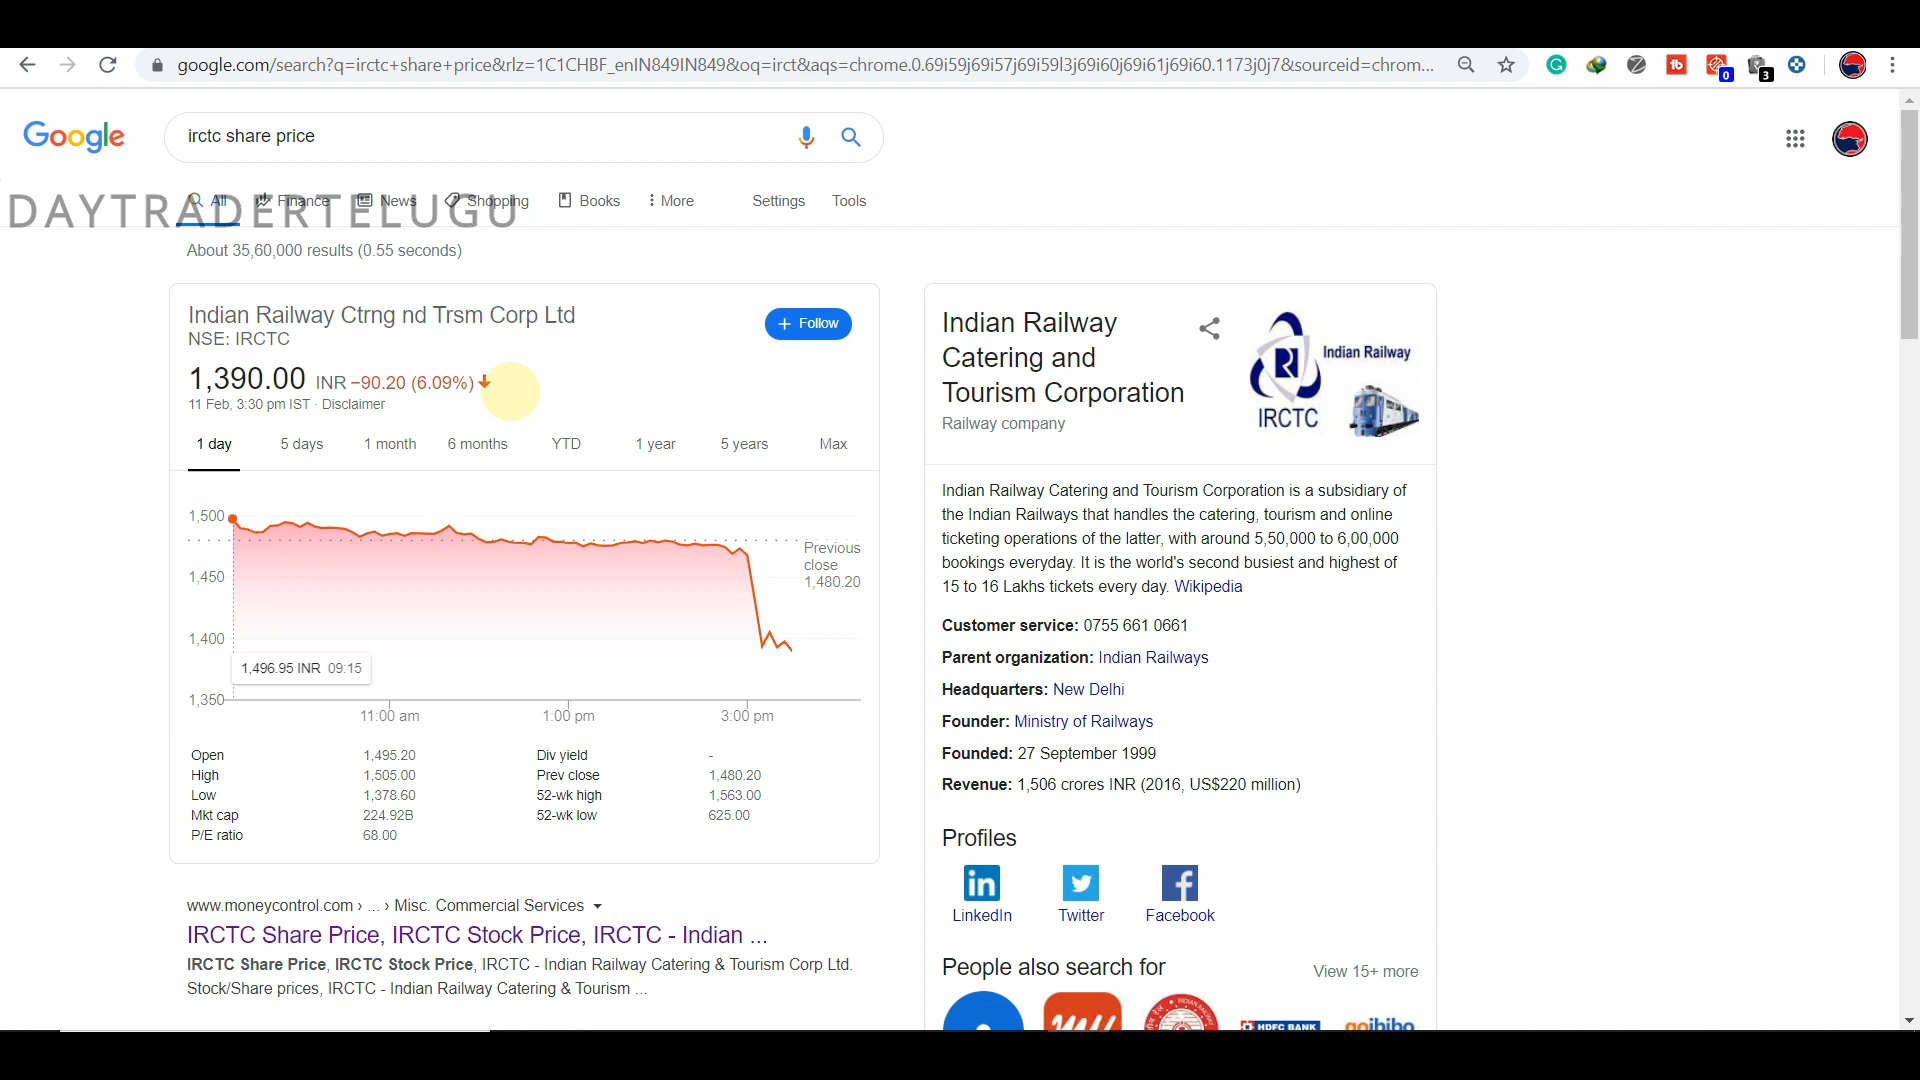 google.com/search?q=irctc+share+price&rlz=1C1CHBF_enIN849IN849&oq=irct&aqs=chrome.0.69i59j69i57j69i59l3j69i60j69i61j69i60.1173j0j7&sourceid=chrom...
0
3
Google
irctc share price
DAYTRADERTELUGU
All Finance News Shopping Books More Settings Tools
About 35,60,000 results (0.55 seconds)
Indian Railway Ctrng nd Trsm Corp Ltd
NSE: IRCTC
+ Follow
1,390.00 INR −90.20 (6.09%)
11 Feb, 3:30 pm IST · Disclaimer
1 day 5 days 1 month 6 months YTD 1 year 5 years Max
1,500
1,450
1,400
1,350
Previous
close
1,480.20
1,496.95 INR 09:15
11:00 am 1:00 pm 3:00 pm
Open 1,495.20 Div yield -
High 1,505.00 Prev close 1,480.20
Low 1,378.60 52-wk high 1,563.00
Mkt cap 224.92B 52-wk low 625.00
P/E ratio 68.00
www.moneycontrol.com › ... › Misc. Commercial Services
IRCTC Share Price, IRCTC Stock Price, IRCTC - Indian ...
IRCTC Share Price, IRCTC Stock Price, IRCTC - Indian Railway Catering & Tourism Corp Ltd.
Stock/Share prices, IRCTC - Indian Railway Catering & Tourism ...
Indian Railway
Catering and
Tourism Corporation
Railway company
Indian Railway
IRCTC
Indian Railway Catering and Tourism Corporation is a subsidiary of
the Indian Railways that handles the catering, tourism and online
ticketing operations of the latter, with around 5,50,000 to 6,00,000
bookings everyday. It is the world's second busiest and highest of
15 to 16 Lakhs tickets every day. Wikipedia
Customer service: 0755 661 0661
Parent organization: Indian Railways
Headquarters: New Delhi
Founder: Ministry of Railways
Founded: 27 September 1999
Revenue: 1,506 crores INR (2016, US$220 million)
Profiles
LinkedIn Twitter Facebook
People also search for View 15+ more
my
HDFC BANK
goibibo